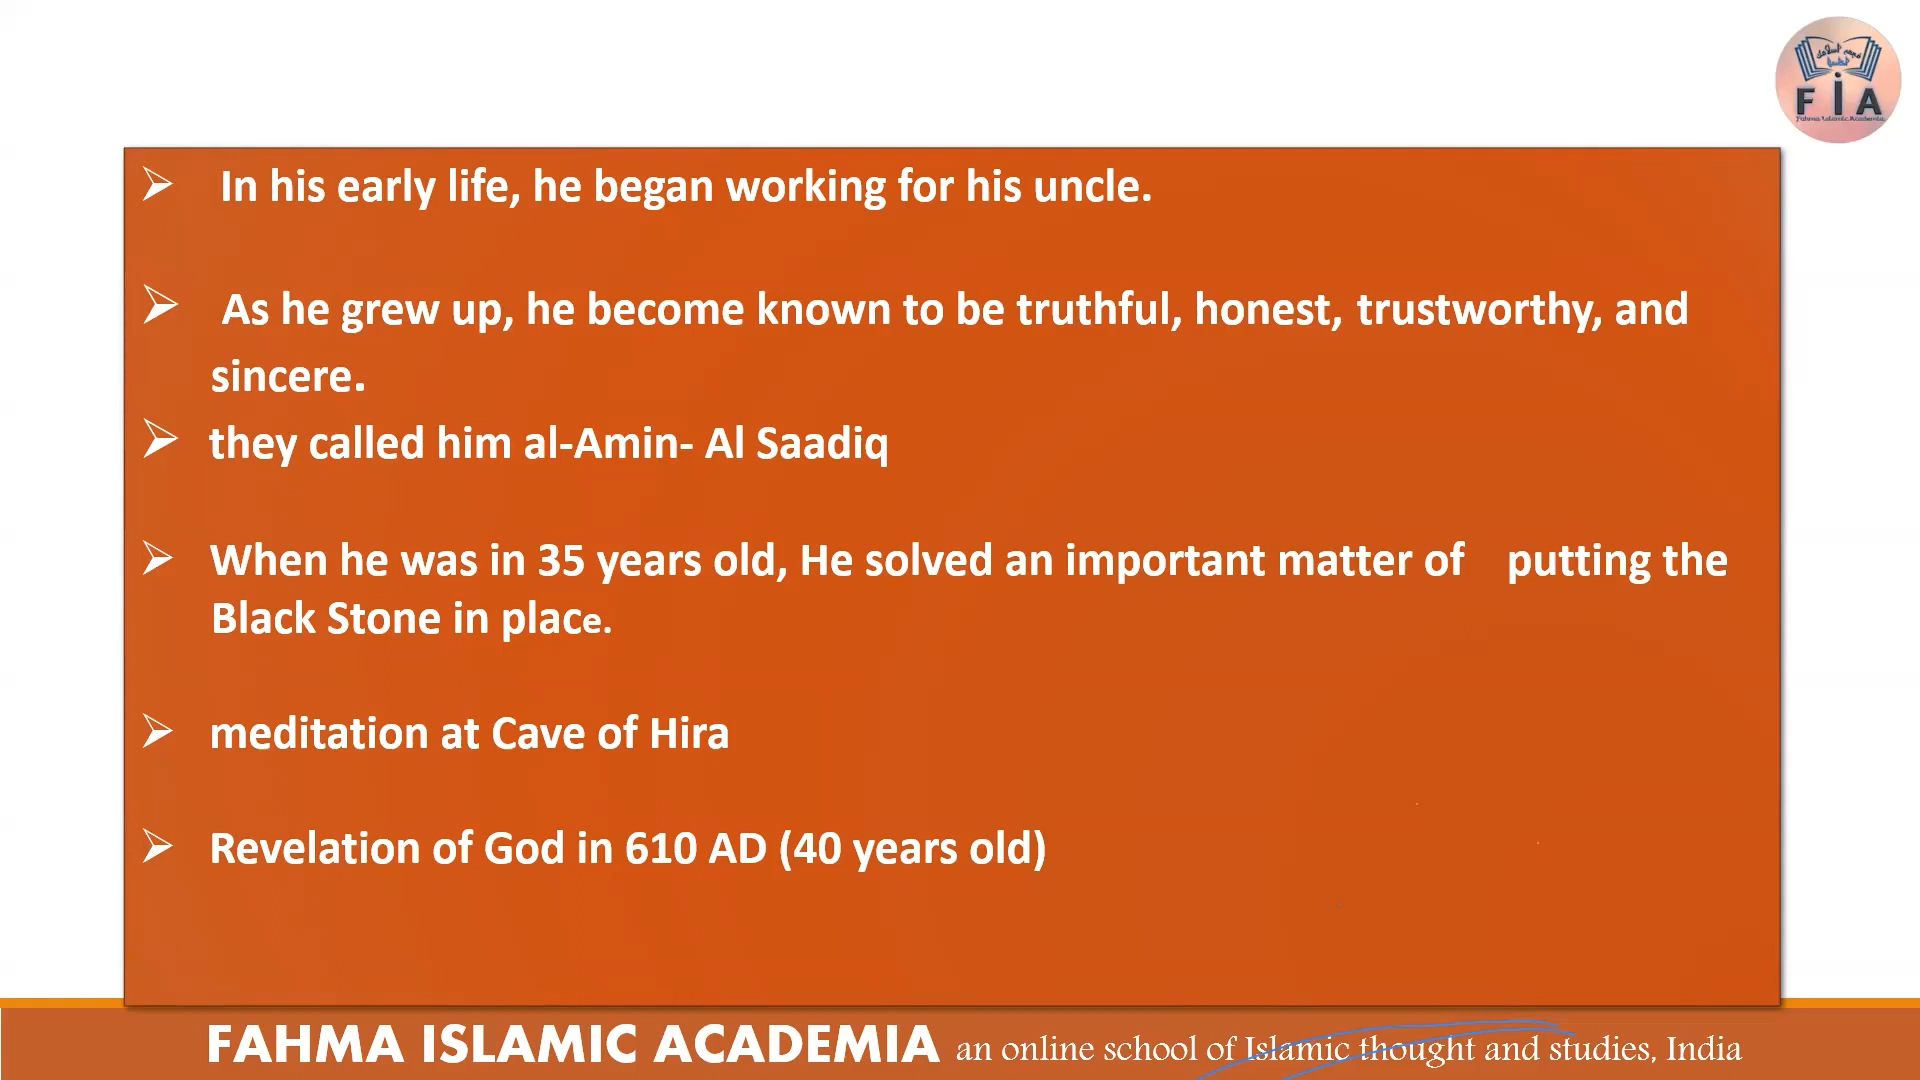 F i A
Fahma Islamic Academia
In his early life, he began working for his uncle.
As he grew up, he become known to be truthful, honest, trustworthy, and
sincere.
they called him al-Amin- Al Saadiq
When he was in 35 years old, He solved an important matter of putting the
Black Stone in place.
meditation at Cave of Hira
Revelation of God in 610 AD (40 years old)
FAHMA ISLAMIC ACADEMIA an online school of Islamic thought and studies, India